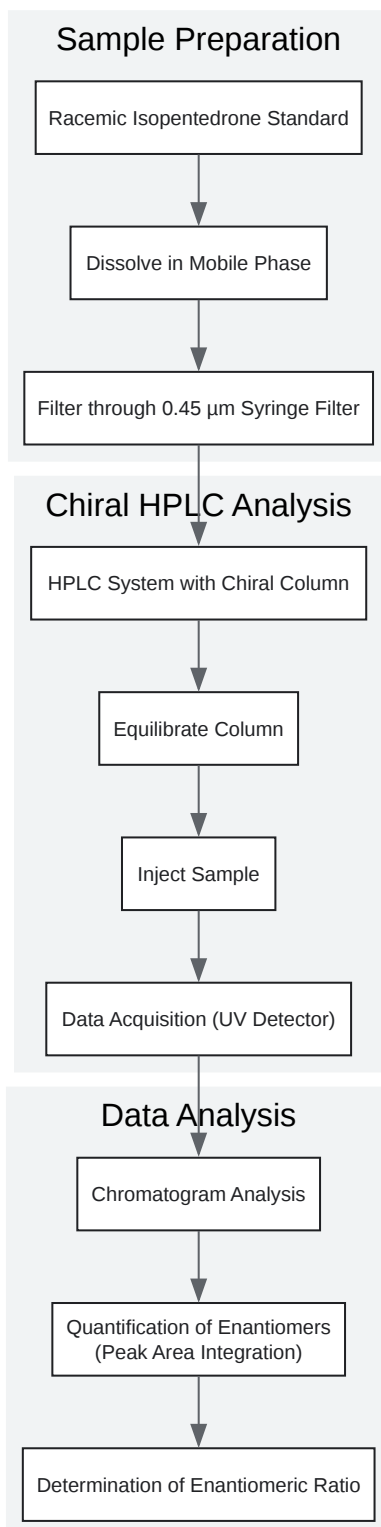 Sample Preparation
Racemic Isopentedrone Standard
Dissolve in Mobile Phase
Filter through 0.45 µm Syringe Filter
Chiral HPLC Analysis
HPLC System with Chiral Column
Equilibrate Column
Inject Sample
Data Acquisition (UV Detector)
Data Analysis
Chromatogram Analysis
Quantification of Enantiomers
(Peak Area Integration)
Determination of Enantiomeric Ratio